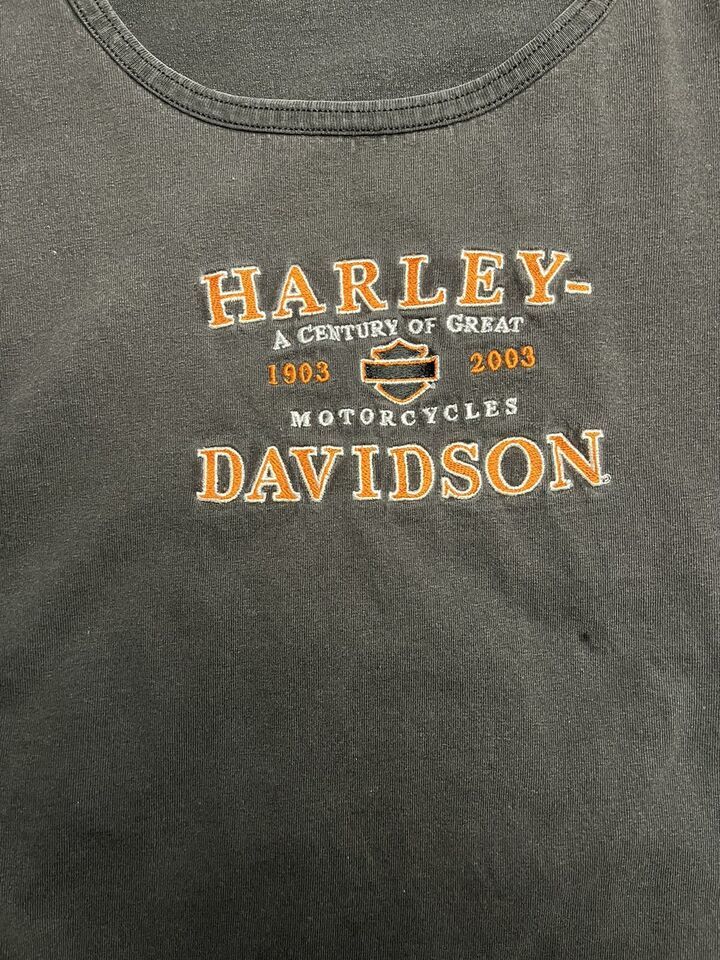 HARLEY-
A CENTURY OF GREAT
1903 2003
MOTORCYCLES
DAVIDSON